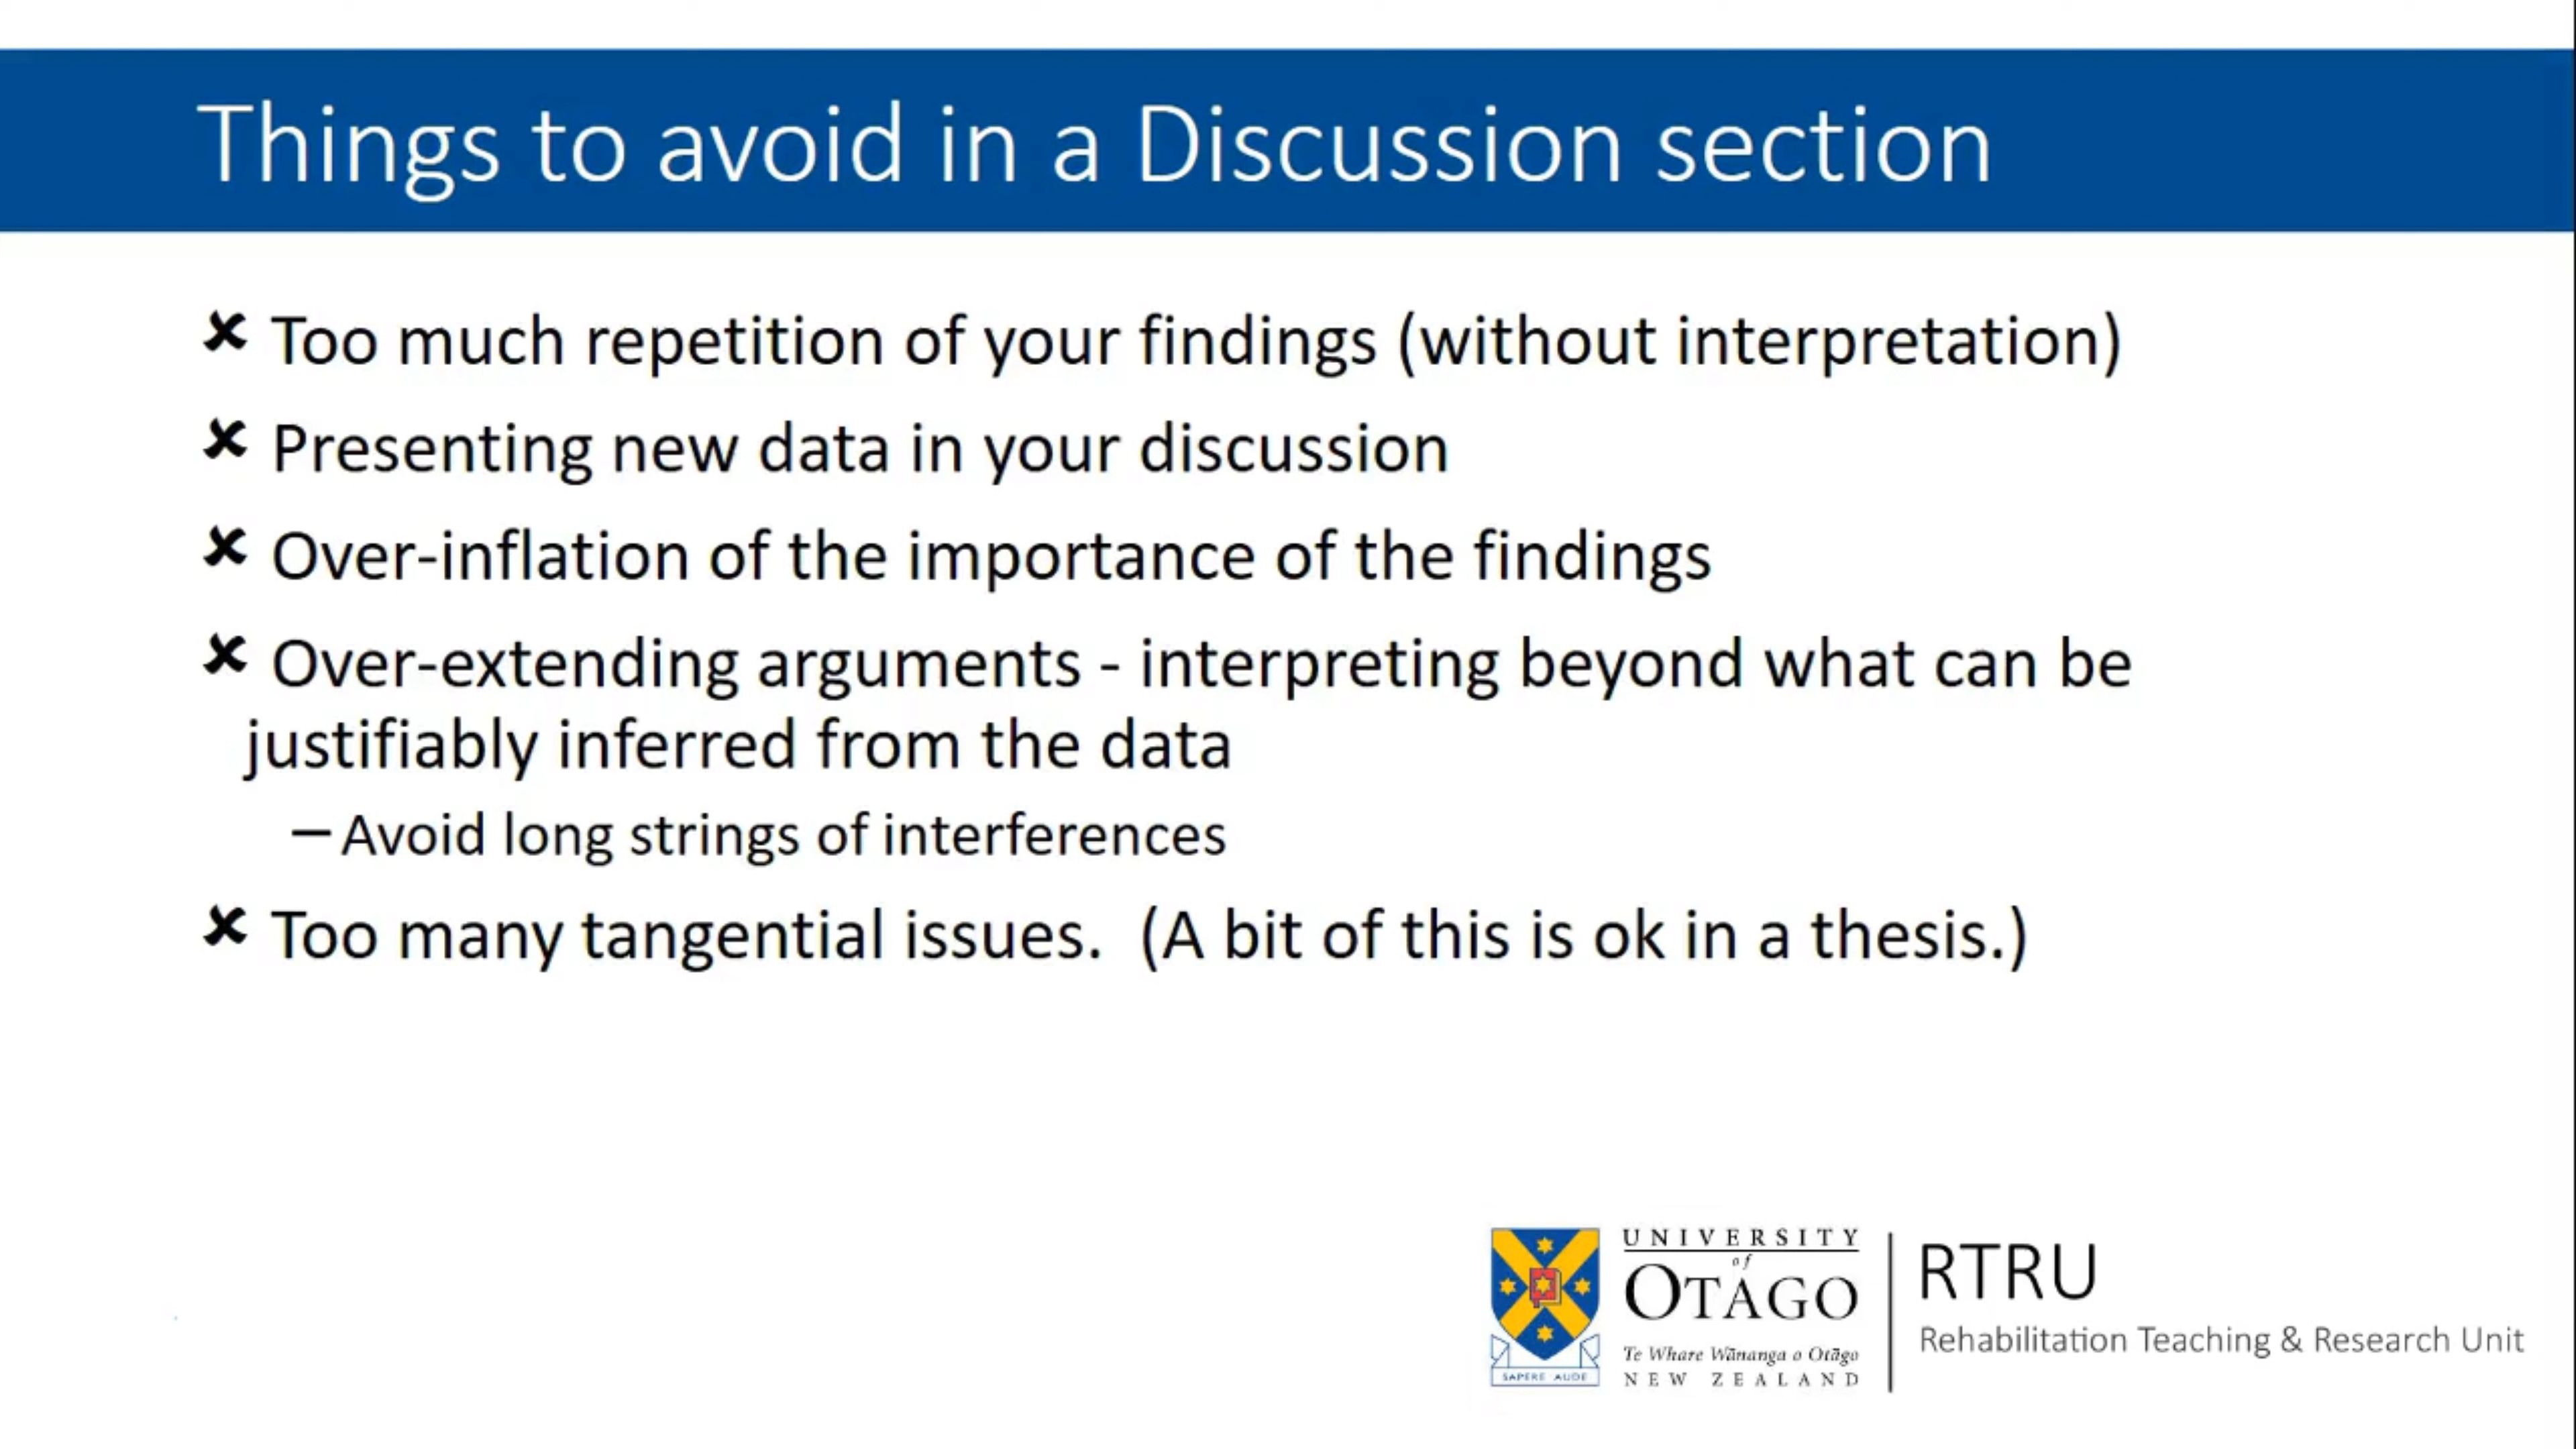 Things to avoid in a Discussion section
✘ Too much repetition of your findings (without interpretation)
✘ Presenting new data in your discussion
✘ Over-inflation of the importance of the findings
✘ Over-extending arguments - interpreting beyond what can be
justifiably inferred from the data
– Avoid long strings of interferences
✘ Too many tangential issues. (A bit of this is ok in a thesis.)
UNIVERSITY
of
OTAGO
Te Whare Wānanga o Otāgo
NEW ZEALAND
SAPERE AUDE
RTRU
Rehabilitation Teaching & Research Unit